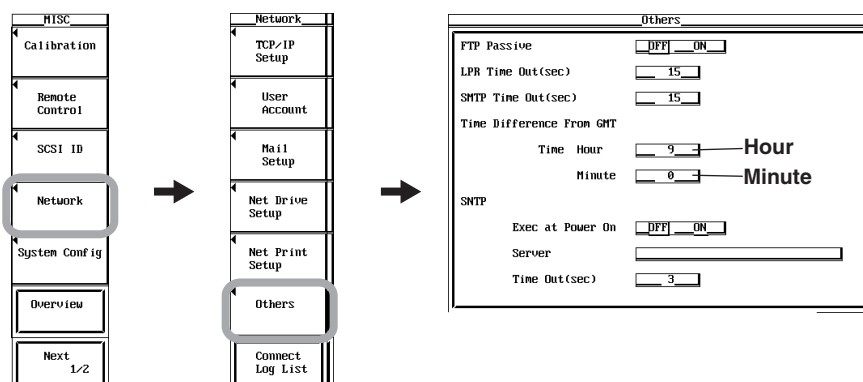 MISC
Calibration
Remote
Control
SCSI ID
Network
System Config
Overview
Next
1/2
Network
TCP/IP
Setup
User
Account
Mail
Setup
Net Drive
Setup
Net Print
Setup
Others
Connect
Log List
Others
FTP Passive OFF ON
LPR Time Out(sec) 15
SMTP Time Out(sec) 15
Time Difference From GMT
Time Hour 9 Hour
Minute 0 Minute
SNTP
Exec at Power On OFF ON
Server
Time Out(sec) 3